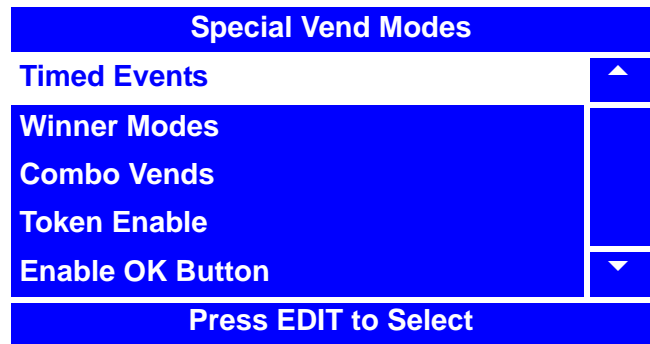 Special Vend Modes
Timed Events
Winner Modes
Combo Vends
Token Enable
Enable OK Button
Press EDIT to Select